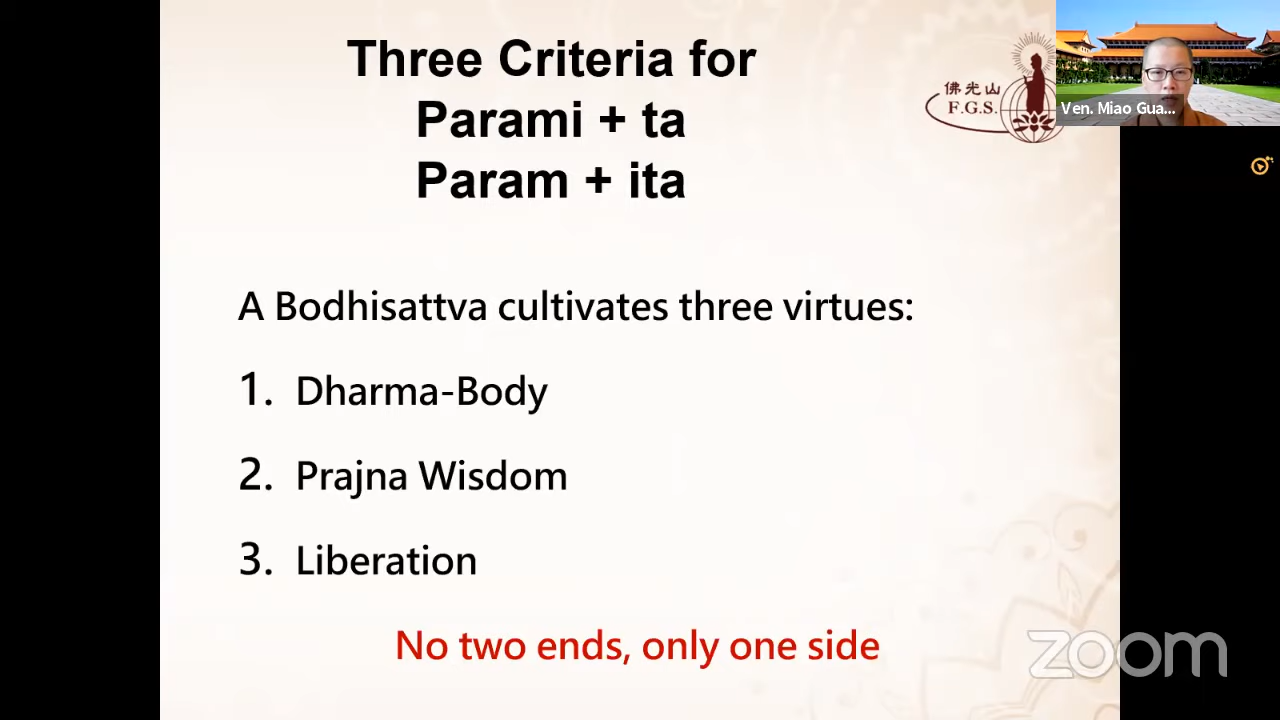 Three Criteria for
Parami + ta
Param + ita
佛光山
F.G.S.
Ven. Miao Gua...
A Bodhisattva cultivates three virtues:
1. Dharma-Body
2. Prajna Wisdom
3. Liberation
No two ends, only one side
zoom